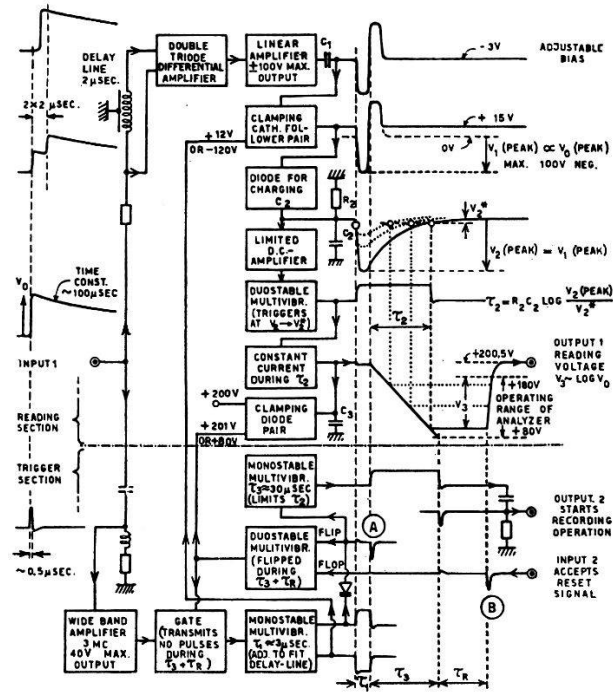 DELAY
LINE
2μSEC.
2×2μSEC.
DOUBLE
TRIODE
DIFFERENTIAL
AMPLIFIER
LINEAR
AMPLIFIER
±100V MAX.
OUTPUT
C1
-3V
ADJUSTABLE
BIAS
+12V
OR-120V
CLAMPING
CATH. FOL-
LOWER PAIR
+15V
0V
V1 (PEAK) ∝ V0 (PEAK)
MAX. 100V NEG.
DIODE FOR
CHARGING
C2
R2
C2
V2*
V2 (PEAK) = V1 (PEAK)
LIMITED
D.C.-
AMPLIFIER
V0
TIME
CONST.
~100μSEC
DUOSTABLE
MULTIVIBR.
(TRIGGERS
AT V2→V2*)
τ2
τ2=R2C2 LOG V2(PEAK)/V2*
INPUT 1
CONSTANT
CURRENT
DURING
τ2
+200,5V
OUTPUT 1
READING
VOLTAGE
V3~LOG V0
+200V
CLAMPING
DIODE
PAIR
C3
V3
+180V
OPERATING
RANGE OF
ANALYZER
+80V
+201V
OR+80V
READING
SECTION
TRIGGER
SECTION
MONOSTABLE
MULTIVIBR.
τ3≈30μSEC
(LIMITS τ2)
A
OUTPUT.2
STARTS
RECORDING
OPERATION
DUOSTABLE
MULTIVIBR.
(FLIPPED
DURING
τ3+τR)
FLIP
FLOP
INPUT 2
ACCEPTS
RESET
SIGNAL
B
~0,5μSEC.
WIDE BAND
AMPLIFIER
3 MC
40V MAX.
OUTPUT
GATE
(TRANSMITS
NO PULSES
DURING
τ3+τR)
MONOSTABLE
MULTIVIBR.
τ1≈3μSEC
(ADJ. TO FIT
DELAY-LINE)
τ1
τ3
τR